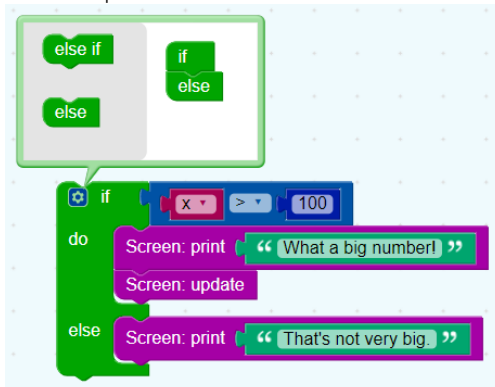 else if
if
else
else
if x > 100
do Screen: print “ What a big number! ”
Screen: update
else Screen: print “ That's not very big. ”